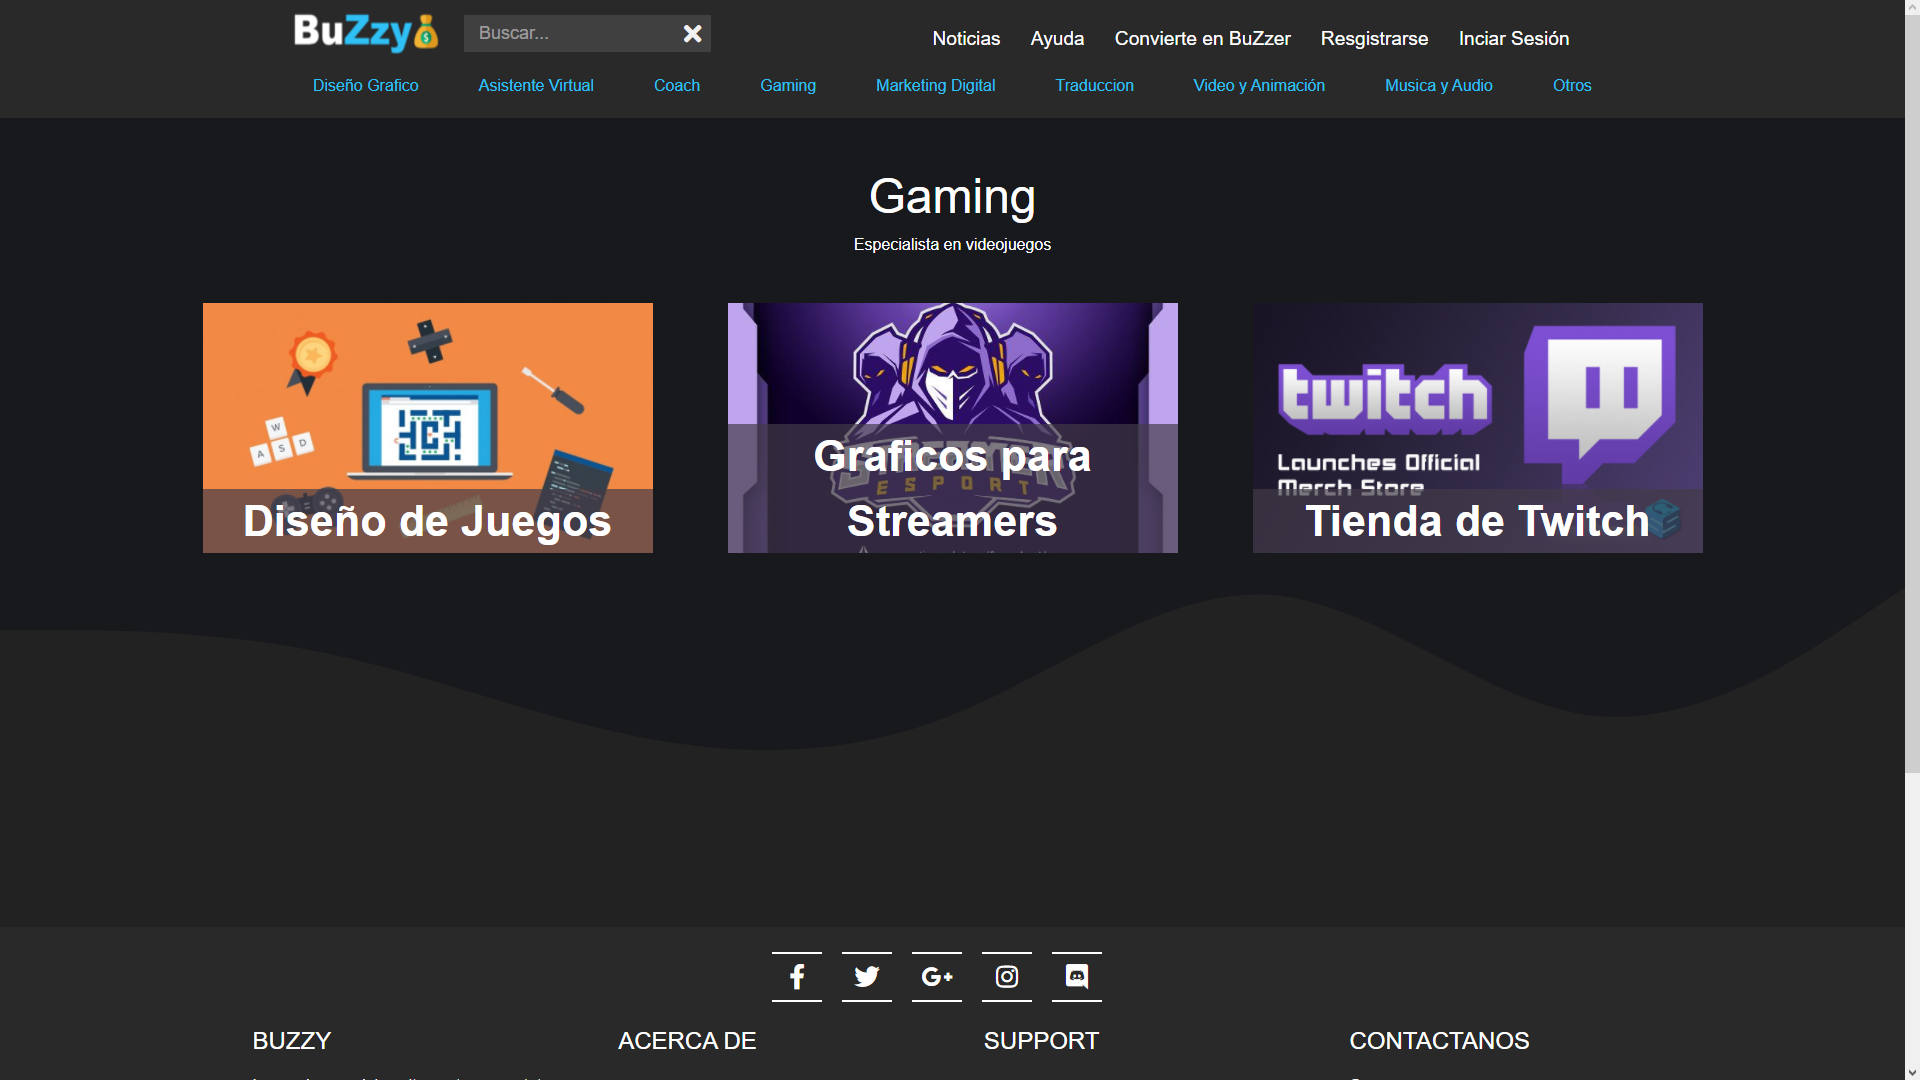 BuZzy
Buscar...
Noticias
Ayuda
Convierte en BuZzer
Resgistrarse
Inciar Sesión
Diseño Grafico
Asistente Virtual
Coach
Gaming
Marketing Digital
Traduccion
Video y Animación
Musica y Audio
Otros
Gaming
Especialista en videojuegos
W
A S D
Diseño de Juegos
ESPORT
Graficos para
Streamers
twitch
Launches Official
Merch Store
Tienda de Twitch
G+
BUZZY
ACERCA DE
SUPPORT
CONTACTANOS